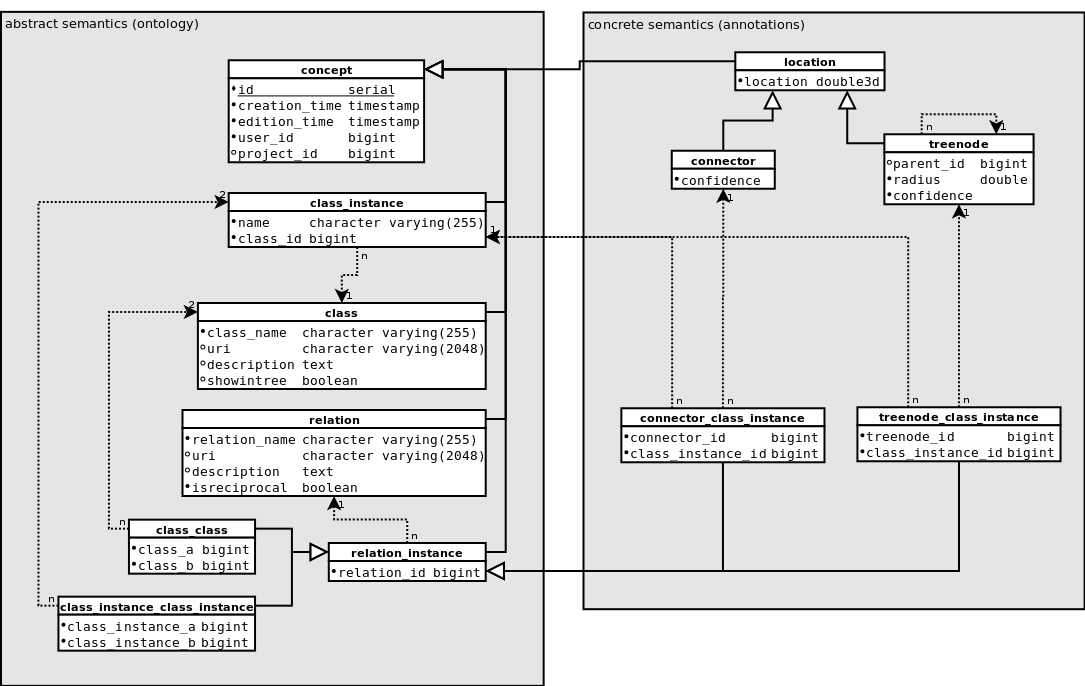 abstract semantics (ontology)
concept
id serial
creation_time timestamp
edition_time timestamp
user_id bigint
project_id bigint
2
class_instance
name character varying(255)
class_id bigint
1
n
1
2
class
class_name character varying(255)
uri character varying(2048)
description text
showintree boolean
relation
relation_name character varying(255)
uri character varying(2048)
description text
isreciprocal boolean
1
n
n
class_class
class_a bigint
class_b bigint
relation_instance
relation_id bigint
n
class_instance_class_instance
class_instance_a bigint
class_instance_b bigint
concrete semantics (annotations)
location
location double3d
connector
confidence
1
n
1
treenode
parent_id bigint
radius double
confidence
1
n
n
connector_class_instance
connector_id bigint
class_instance_id bigint
n
n
treenode_class_instance
treenode_id bigint
class_instance_id bigint